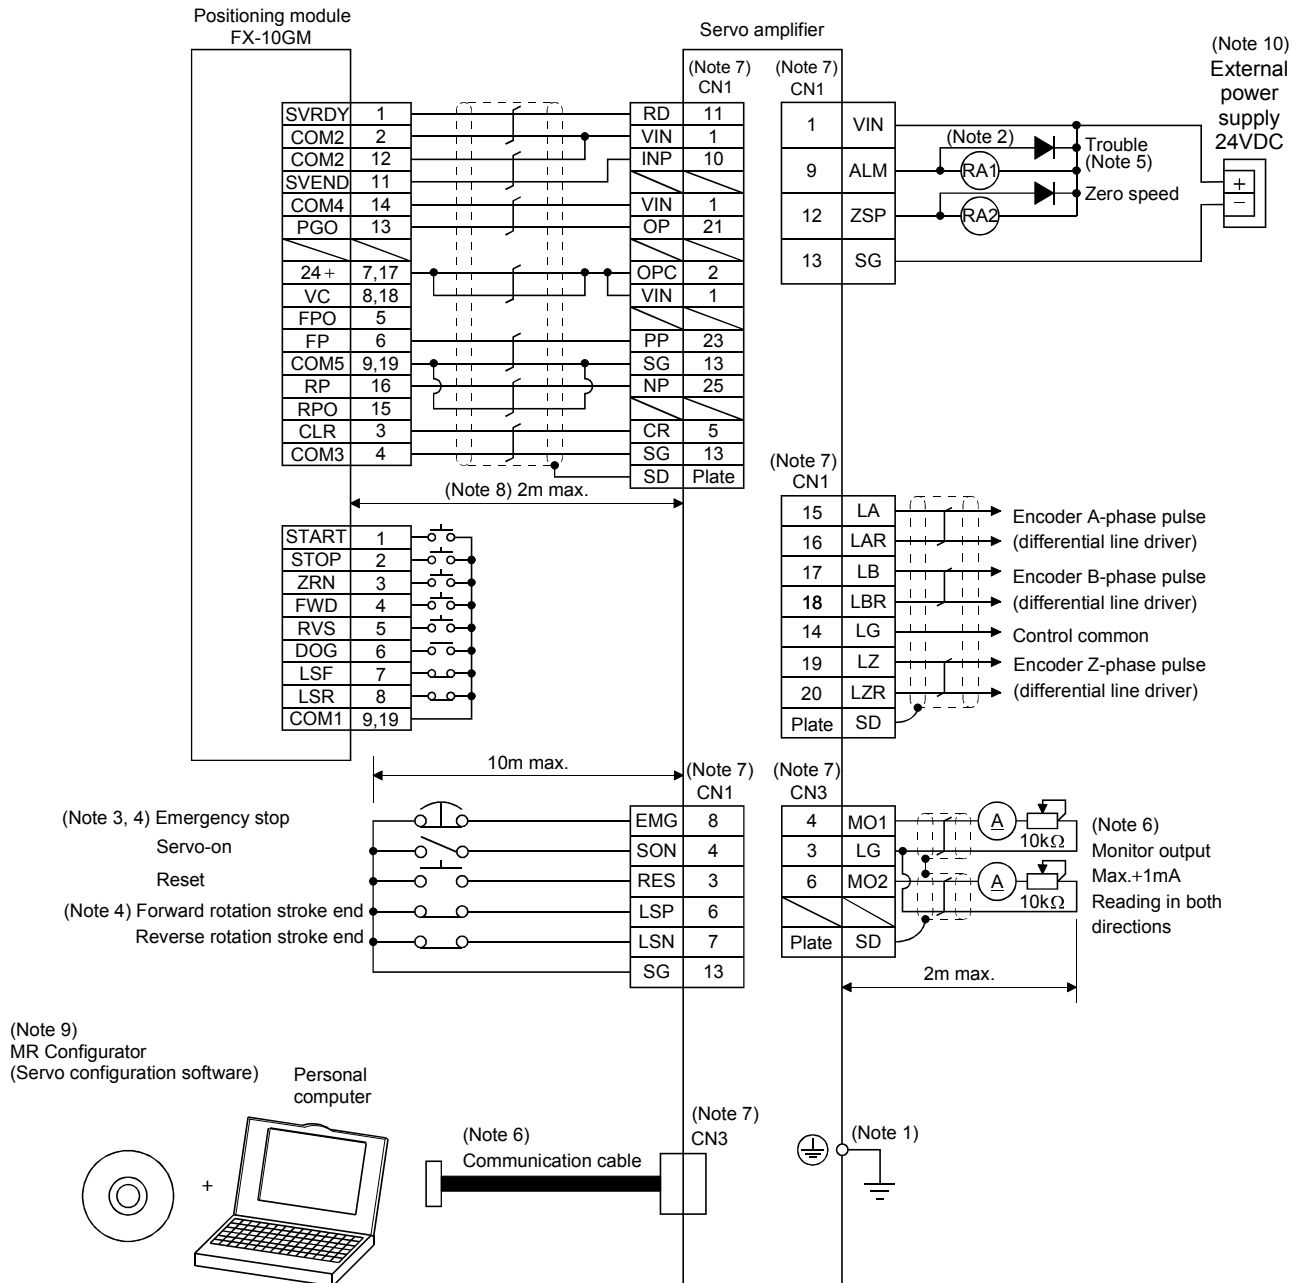 Positioning module
FX-10GM
Servo amplifier
(Note 7)
CN1
(Note 7)
CN1
(Note 10)
External
power
supply
24VDC
SVRDY 1
COM2 2
COM2 12
SVEND 11
COM4 14
PGO 13
24+ 7,17
VC 8,18
FPO 5
FP 6
COM5 9,19
RP 16
RPO 15
CLR 3
COM3 4
RD 11
VIN 1
INP 10
VIN 1
OP 21
OPC 2
VIN 1
PP 23
SG 13
NP 25
CR 5
SG 13
SD Plate
1 VIN
9 ALM
12 ZSP
13 SG
(Note 2)
RA1
RA2
Trouble
(Note 5)
Zero speed
+
−
(Note 8) 2m max.
START 1
STOP 2
ZRN 3
FWD 4
RVS 5
DOG 6
LSF 7
LSR 8
COM1 9,19
(Note 7)
CN1
15 LA
16 LAR
17 LB
18 LBR
14 LG
19 LZ
20 LZR
Plate SD
Encoder A-phase pulse
(differential line driver)
Encoder B-phase pulse
(differential line driver)
Control common
Encoder Z-phase pulse
(differential line driver)
10m max.
(Note 7)
CN1
(Note 3, 4) Emergency stop
Servo-on
Reset
(Note 4) Forward rotation stroke end
Reverse rotation stroke end
EMG 8
SON 4
RES 3
LSP 6
LSN 7
SG 13
(Note 7)
CN3
4 MO1
3 LG
6 MO2
Plate SD
A
10kΩ
A
10kΩ
(Note 6)
Monitor output
Max.+1mA
Reading in both
directions
2m max.
(Note 9)
MR Configurator
(Servo configuration software)
Personal
computer
+
(Note 6)
Communication cable
(Note 7)
CN3
(Note 1)